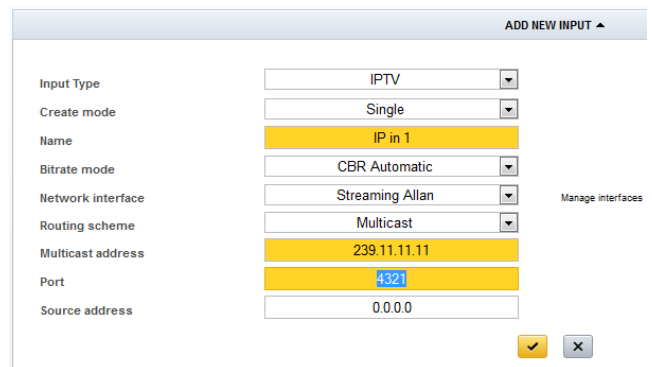 ADD NEW INPUT
Input Type IPTV
Create mode Single
Name IP in 1
Bitrate mode CBR Automatic
Network interface Streaming Allan Manage interfaces
Routing scheme Multicast
Multicast address 239.11.11.11
Port 4321
Source address 0.0.0.0